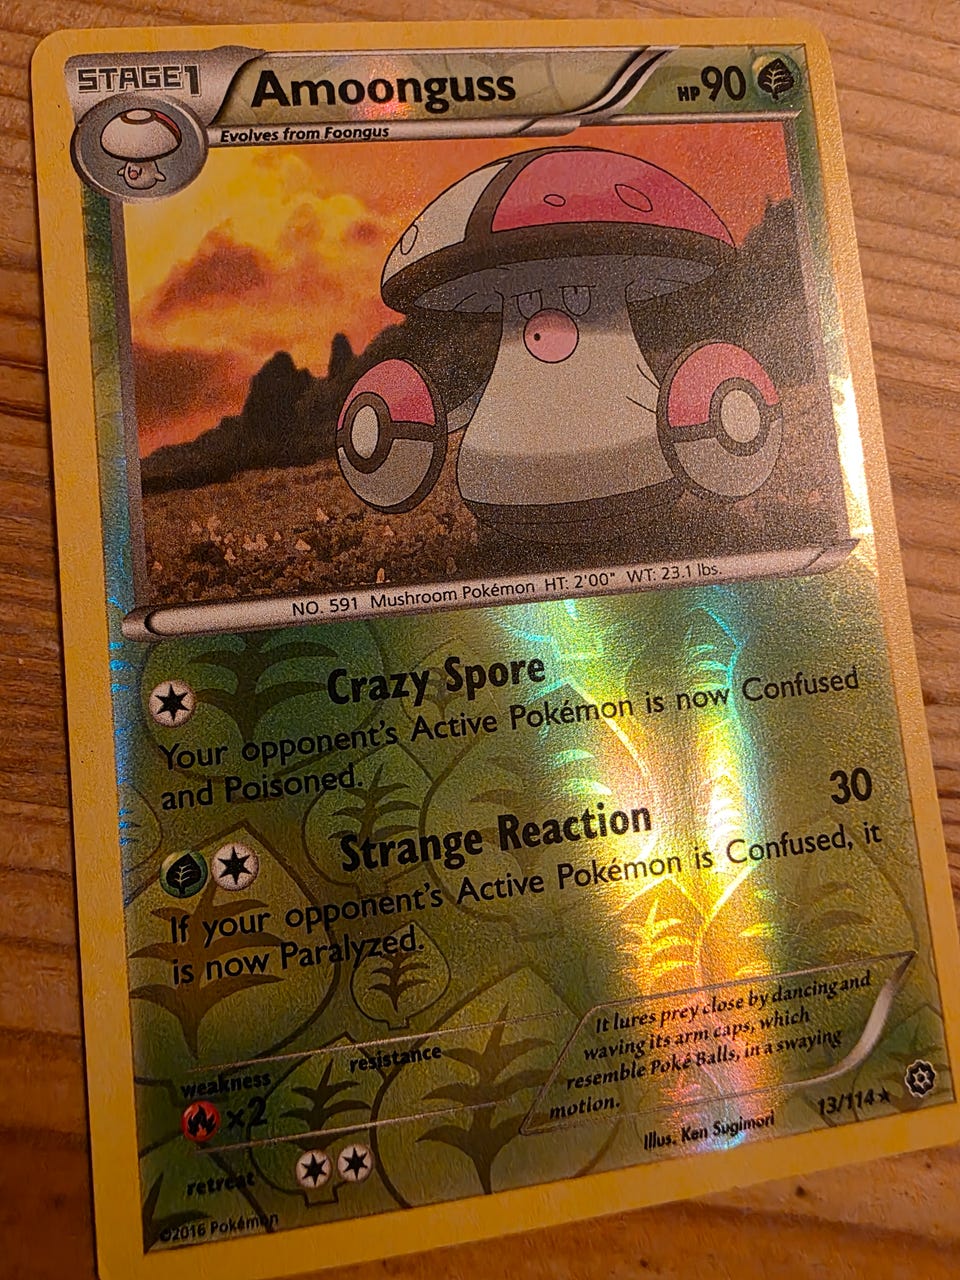 STAGE1 Amoonguss HP 90
Evolves from Foongus
NO. 591 Mushroom Pokémon HT: 2'00" WT: 23.1 lbs.
Crazy Spore
Your opponent's Active Pokémon is now Confused
and Poisoned.
Strange Reaction 30
If your opponent's Active Pokémon is Confused, it
is now Paralyzed.
weakness resistance
×2
retreat
It lures prey close by dancing and
waving its arm caps, which
resemble Poké Balls, in a swaying
motion.
Illus. Ken Sugimori 13/114★
©2016 Pokémon